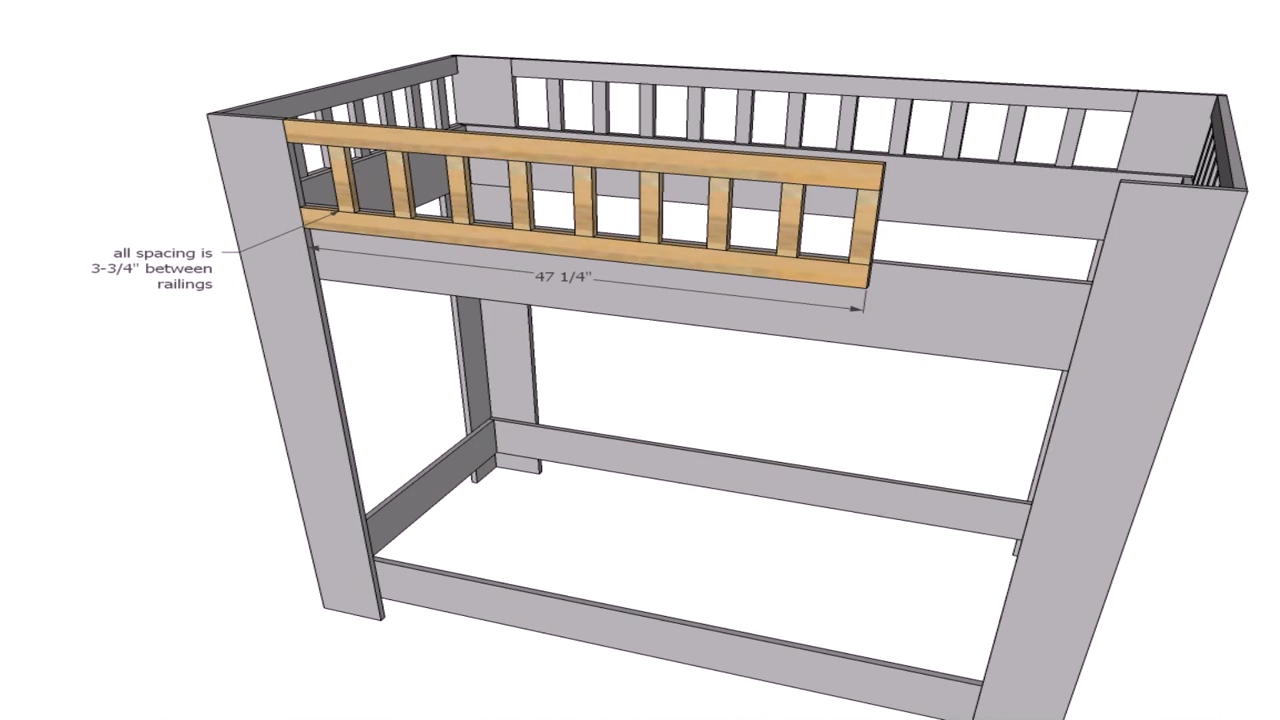 all spacing is
3-3/4" between
railings
47 1/4"